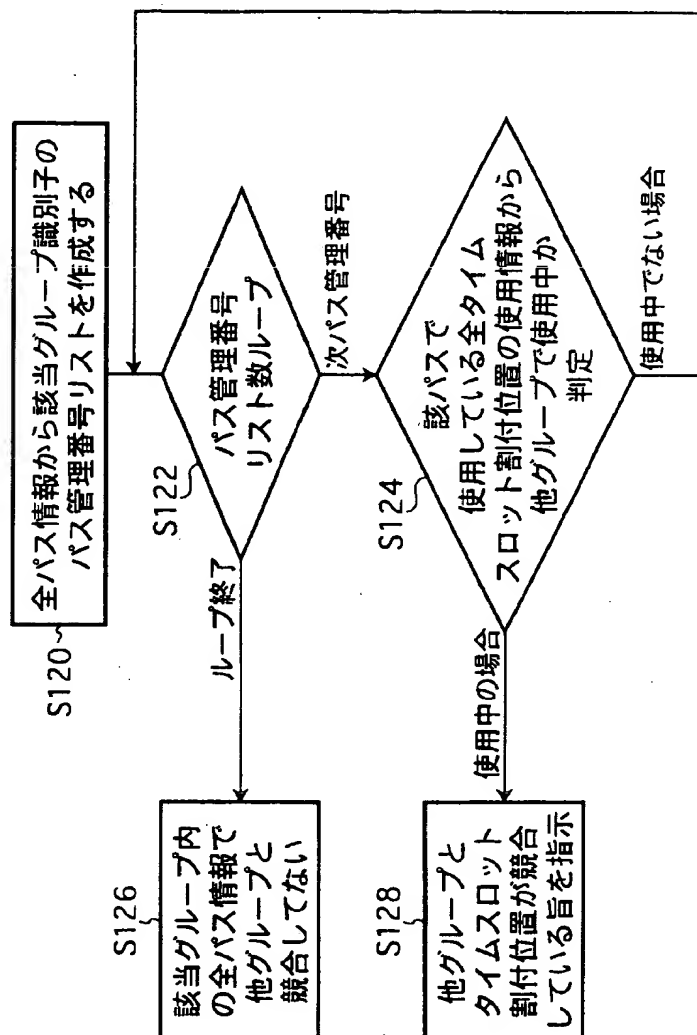 全パス情報から該当グループ識別子の
パス管理番号リストを作成する
S120
パス管理番号
リスト数ループ
S122
ループ終了
次パス管理番号
該当グループ内
の全パス情報で
他グループと
競合してない
S126
該パスで
使用している全タイム
スロット割付位置の使用情報から
他グループで使用中か
判定
S124
使用中の場合
使用中でない場合
他グループと
タイムスロット
割付位置が競合
している旨を指示
S128